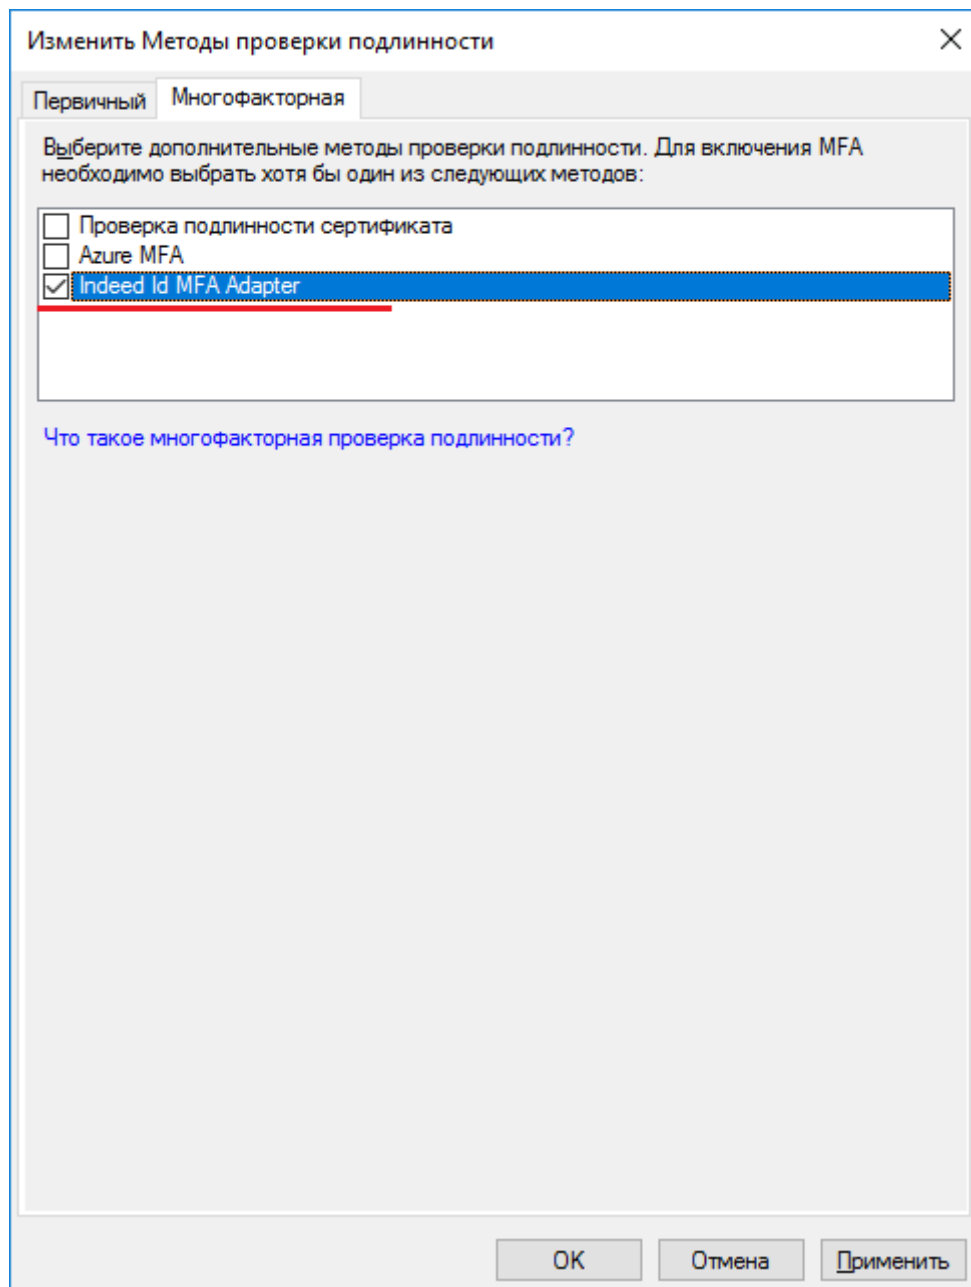 Изменить Методы проверки подлинности
Первичный
Многофакторная
Выберите дополнительные методы проверки подлинности. Для включения MFA
необходимо выбрать хотя бы один из следующих методов:
Проверка подлинности сертификата
Azure MFA
Indeed Id MFA Adapter
Что такое многофакторная проверка подлинности?
OK
Отмена
Применить